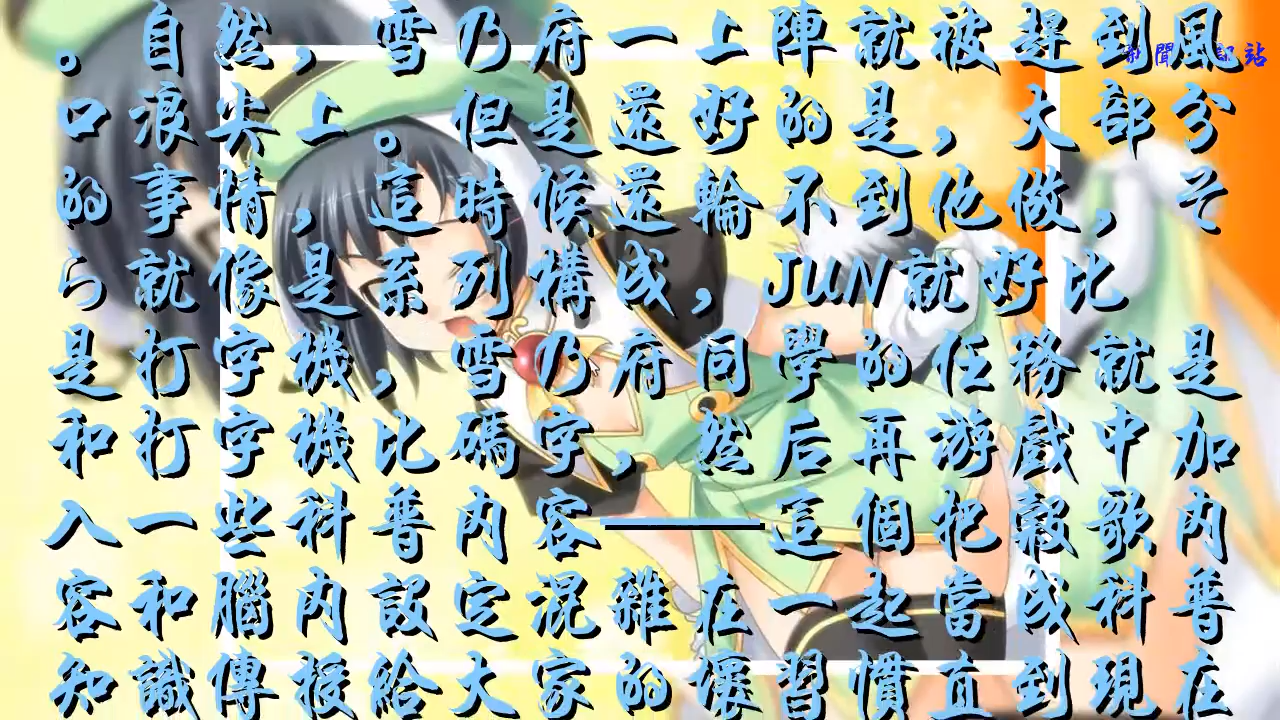 。自然，雪乃府一上陣就被趕到風
口浪尖上。但是還好的是，大部分
的事情，這時候還輪不到他做，そ
ら就像是系列構成，JUN就好比
是打字機，雪乃府同學的任務就是
和打字機比碼字，然后再游戲中加
入一些科普内容——這個把穀歌内
容和腦内設定混雜在一起當成科普
知識傳授給大家的壞習慣直到現在